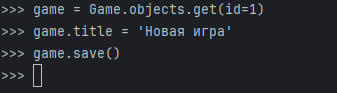 >>> game = Game.objects.get(id=1)
>>> game.title = 'Новая игра'
>>> game.save()
>>>